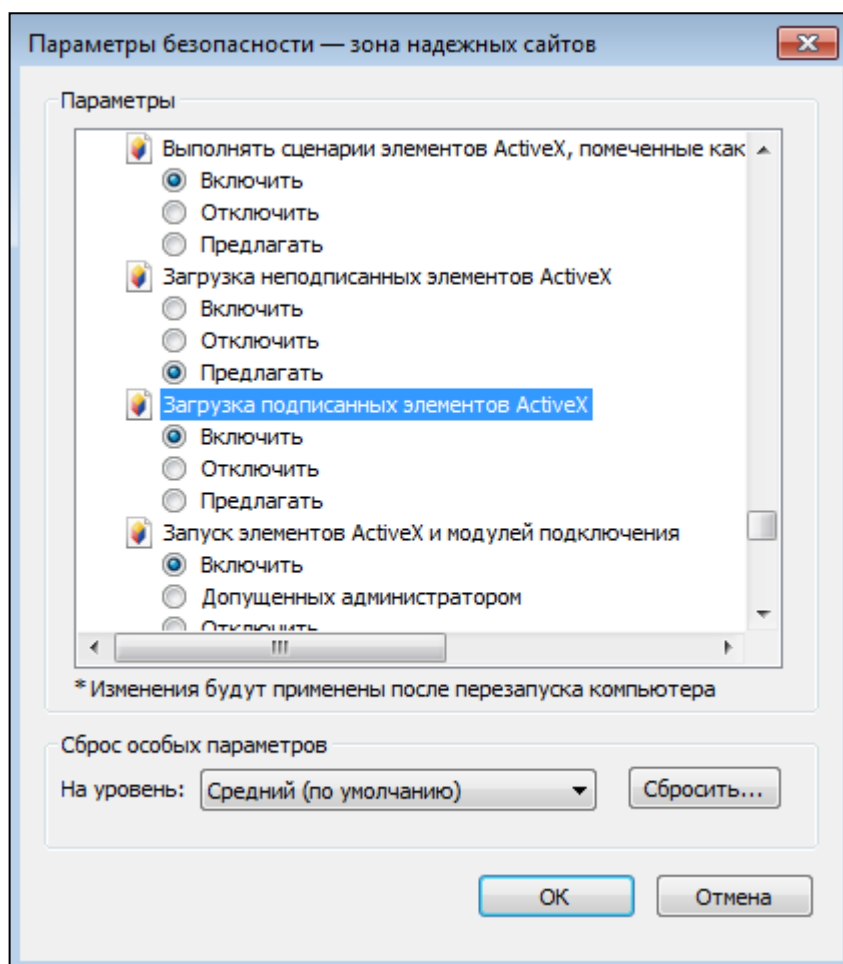 Параметры безопасности — зона надежных сайтов
Параметры
Выполнять сценарии элементов ActiveX, помеченные как
Включить
Отключить
Предлагать
Загрузка неподписанных элементов ActiveX
Включить
Отключить
Предлагать
Загрузка подписанных элементов ActiveX
Включить
Отключить
Предлагать
Запуск элементов ActiveX и модулей подключения
Включить
Допущенных администратором
Отключить
* Изменения будут применены после перезапуска компьютера
Сброс особых параметров
На уровень: Средний (по умолчанию) Сбросить...
ОК Отмена